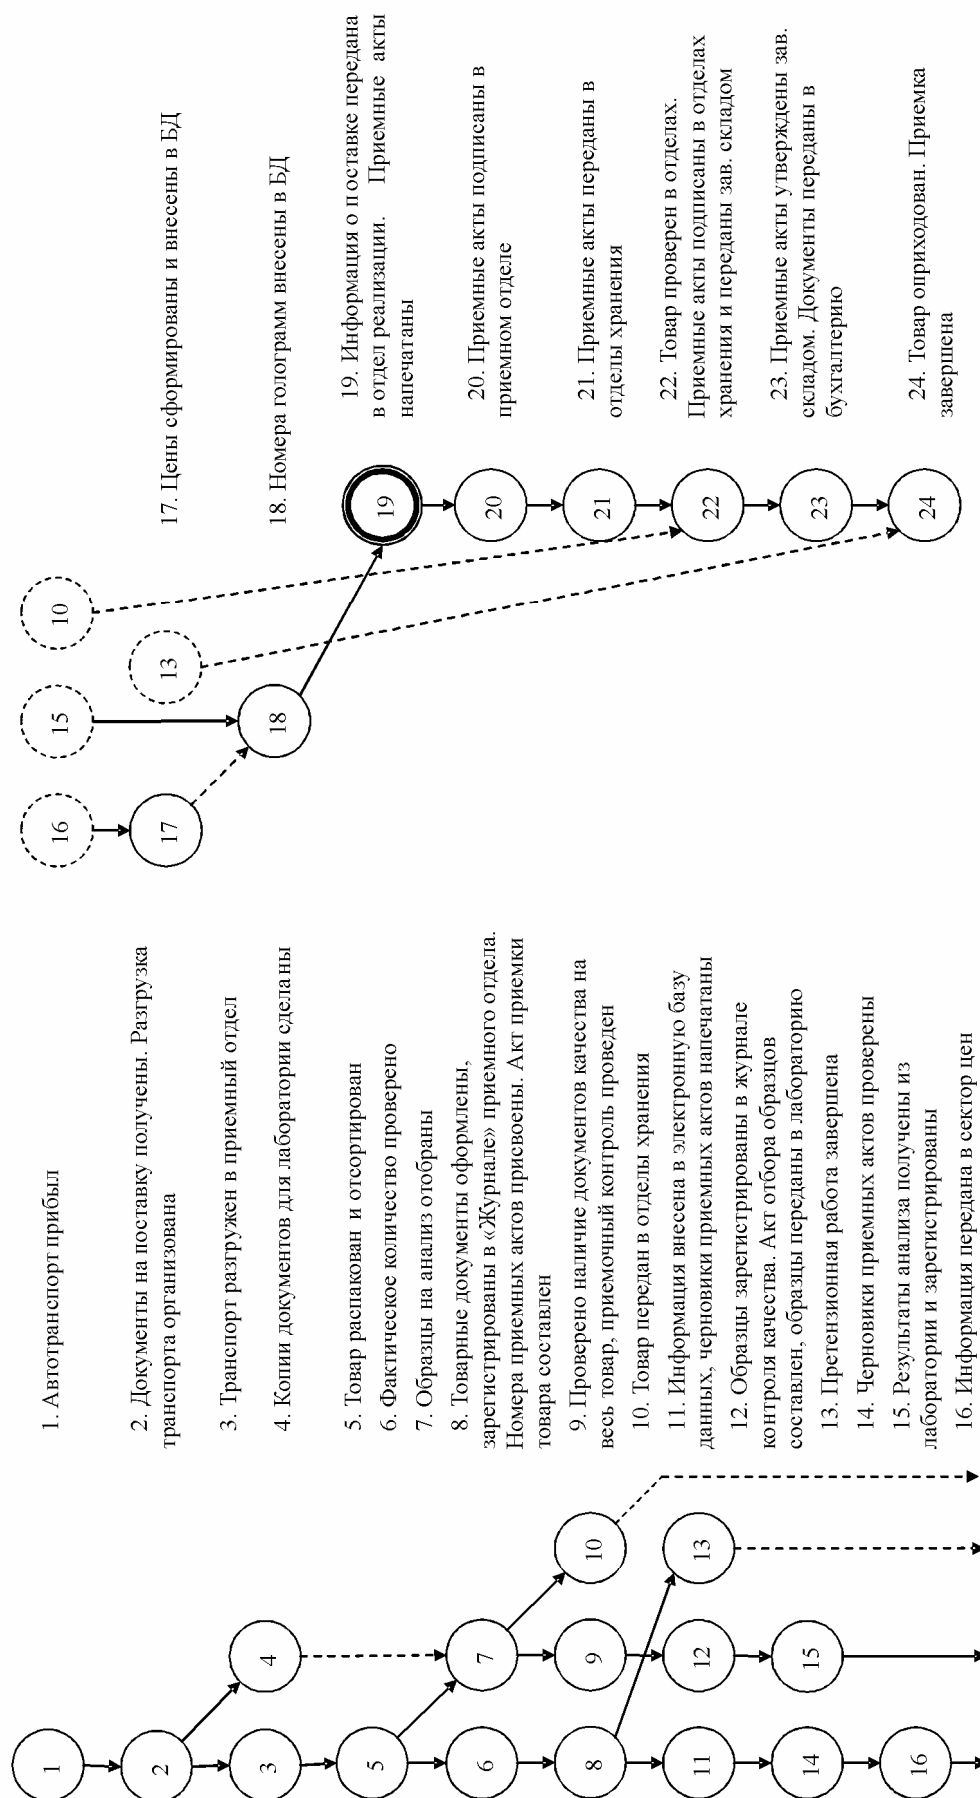 1
2
3
4
5
6
7
8
9
10
11
12
13
14
15
16
1. Автотранспорт прибыл
2. Документы на поставку получены. Разгрузка
транспорта организована
3. Транспорт разгружен в приемный отдел
4. Копии документов для лаборатории сделаны
5. Товар распакован и отсортирован
6. Фактическое количество проверено
7. Образцы на анализ отобраны
8. Товарные документы оформлены,
зарегистрированы в «Журнале» приемного отдела.
Номера приемных актов присвоены. Акт приемки
товара составлен
9. Проверено наличие документов качества на
весь товар, приемочный контроль проведен
10. Товар передан в отделы хранения
11. Информация внесена в электронную базу
данных, черновики приемных актов напечатаны
12. Образцы зарегистрированы в журнале
контроля качества. Акт отбора образцов
составлен, образцы переданы в лабораторию
13. Претензионная работа завершена
14. Черновики приемных актов проверены
15. Результаты анализа получены из
лаборатории и зарегистрированы
16. Информация передана в сектор цен
16
15
10
13
17
18
19
20
21
22
23
24
17. Цены сформированы и внесены в БД
18. Номера голограмм внесены в БД
19. Информация о поставке передана
в отдел реализации. Приемные акты
напечатаны
20. Приемные акты подписаны в
приемном отделе
21. Приемные акты переданы в
отделы хранения
22. Товар проверен в отделах.
Приемные акты подписаны в отделах
хранения и переданы зав. складом
23. Приемные акты утверждены зав.
складом. Документы переданы в
бухгалтерию
24. Товар оприходован. Приемка
завершена